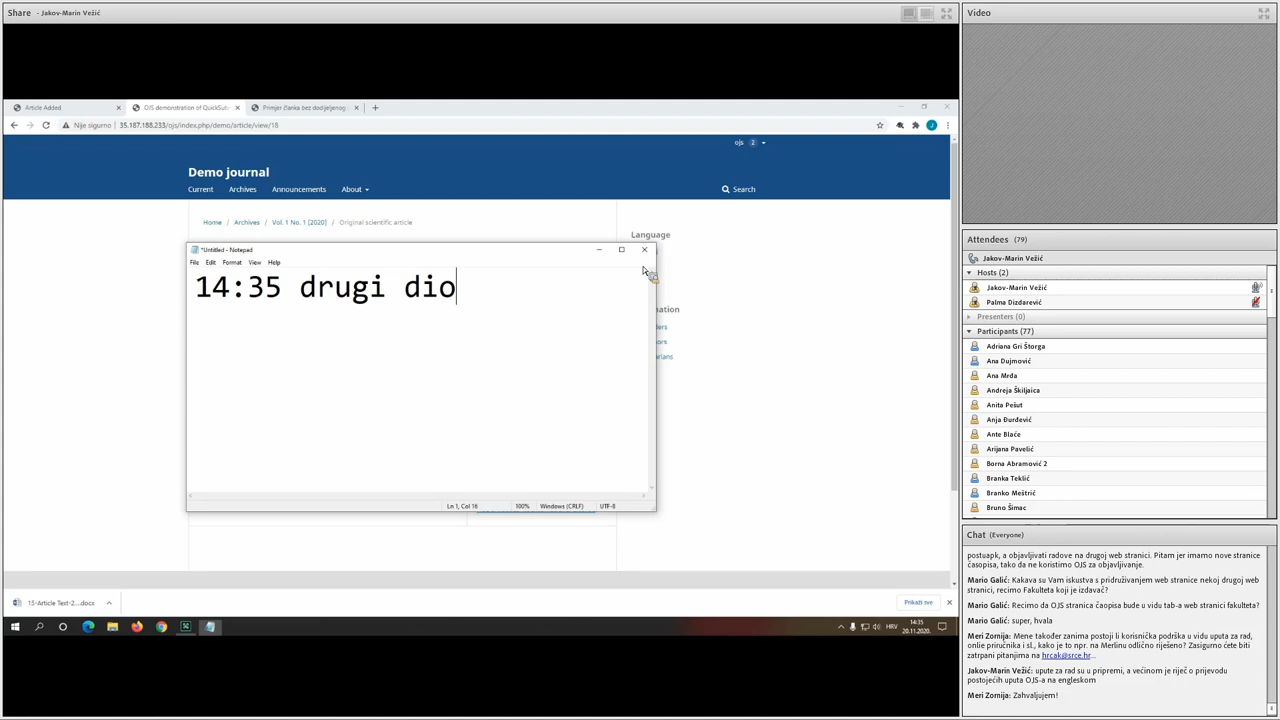 Share - Jakov-Marin Vežić
Article Added
OJS demonstration of QuickSub
Primjer članka bez dodijeljenog
Nije sigurno 35.187.188.233/ojs/index.php/demo/article/view/18
ojs 2
Demo journal
Current Archives Announcements About Search
Home / Archives / Vol. 1 No. 1 (2020) / Original scientific article
Language
*Untitled - Notepad
File Edit Format View Help
14:35 drugi dio
Ln 1, Col 16 100% Windows (CRLF) UTF-8
15-Article Text-2....docx
Prikaži sve
HRV
14:35
20.11.2020.
Video
Attendees (79)
Jakov-Marin Vežić
Hosts (2)
Jakov-Marin Vežić
Palma Dizdarević
Presenters (0)
Participants (77)
Adriana Gri Štorga
Ana Dujmović
Ana Mrđa
Andreja Škiljaica
Anita Pešut
Anja Đurđević
Ante Blaće
Arijana Pavelić
Borna Abramović 2
Branka Teklić
Branko Meštrić
Bruno Šimac
Chat (Everyone)
postuapk, a objavljivati radove na drugoj web stranici. Pitam jer imamo nove stranice
časopisa, tako da ne koristimo OJS za objavljivanje.
Mario Galić: Kakava su Vam iskustva s pridruživanjem web stranice nekoj drugoj web
stranici, recimo Fakulteta koji je izdavač?
Mario Galić: Recimo da OJS stranica čaopisa bude u vidu tab-a web stranici fakulteta?
Mario Galić: super, hvala
Meri Zornija: Mene također zanima postoji li korisnička podrška u vidu uputa za rad,
onlie priručnika i sl., kako je to npr. na Merlinu odlično riješeno? Zasigurno ćete biti
zatrpani pitanjima na hrcak@srce.hr...
Jakov-Marin Vežić: upute za rad su u pripremi, a većinom je riječ o prijevodu
postojećih uputa OJS-a na engleskom
Meri Zornija: Zahvaljujem!